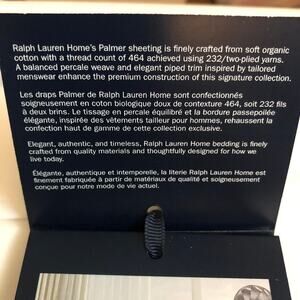 Ralph Lauren Home's Palmer sheeting is finely crafted from soft organic
cotton with a thread count of 464 achieved using 232/two-plied yarns.
A balanced percale weave and elegant piped trim inspired by tailored
menswear enhance the premium construction of this signature collection.
Les draps Palmer de Ralph Lauren Home sont confectionnés
soigneusement en coton biologique doux de contexture 464, soit 232 fils
à deux brins. Le tissage en percale équilibré et la bordure passepoilée
élégante, inspirée des vêtements tailleur pour hommes, rehaussent la
confection haut de gamme de cette collection exclusive.
Elegant, authentic, and timeless, Ralph Lauren Home bedding is finely
crafted from quality materials and thoughtfully designed for how we
live today.
Élégante, authentique et intemporelle, la literie Ralph Lauren Home est
finement fabriquée à partir de matériaux de qualité et soigneusement
conçue pour notre mode de vie actuel.